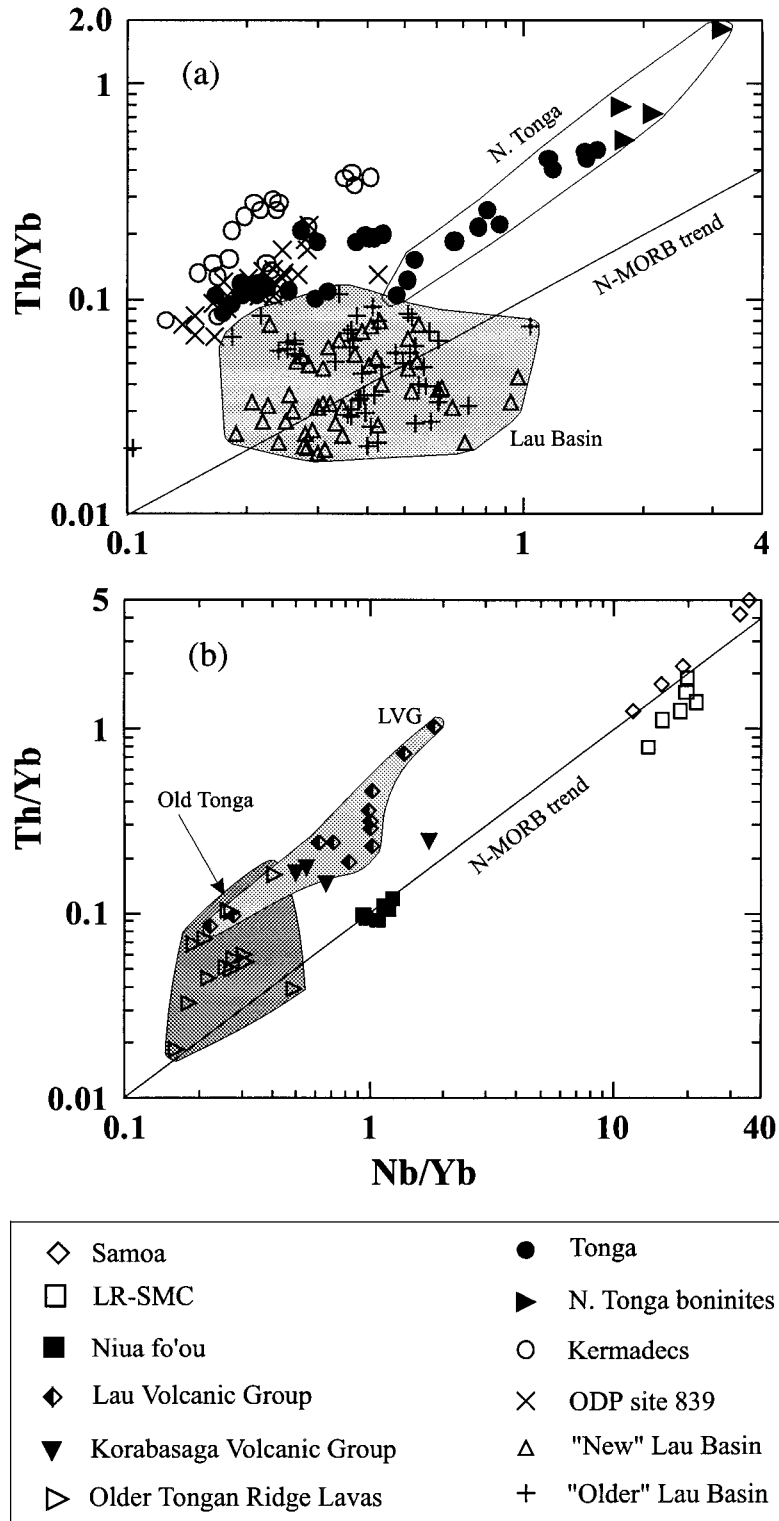 2.0
(a)
1
N. Tonga
Th/Yb
N-MORB trend
0.1
Lau Basin
0.01
0.1
1
4
5
(b)
LVG
1
Old Tonga
Th/Yb
N-MORB trend
0.1
0.01
0.1
1
10
40
Nb/Yb
Samoa
Tonga
LR-SMC
N. Tonga boninites
Niua fo'ou
Kermadecs
Lau Volcanic Group
ODP site 839
Korabasaga Volcanic Group
"New" Lau Basin
Older Tongan Ridge Lavas
"Older" Lau Basin